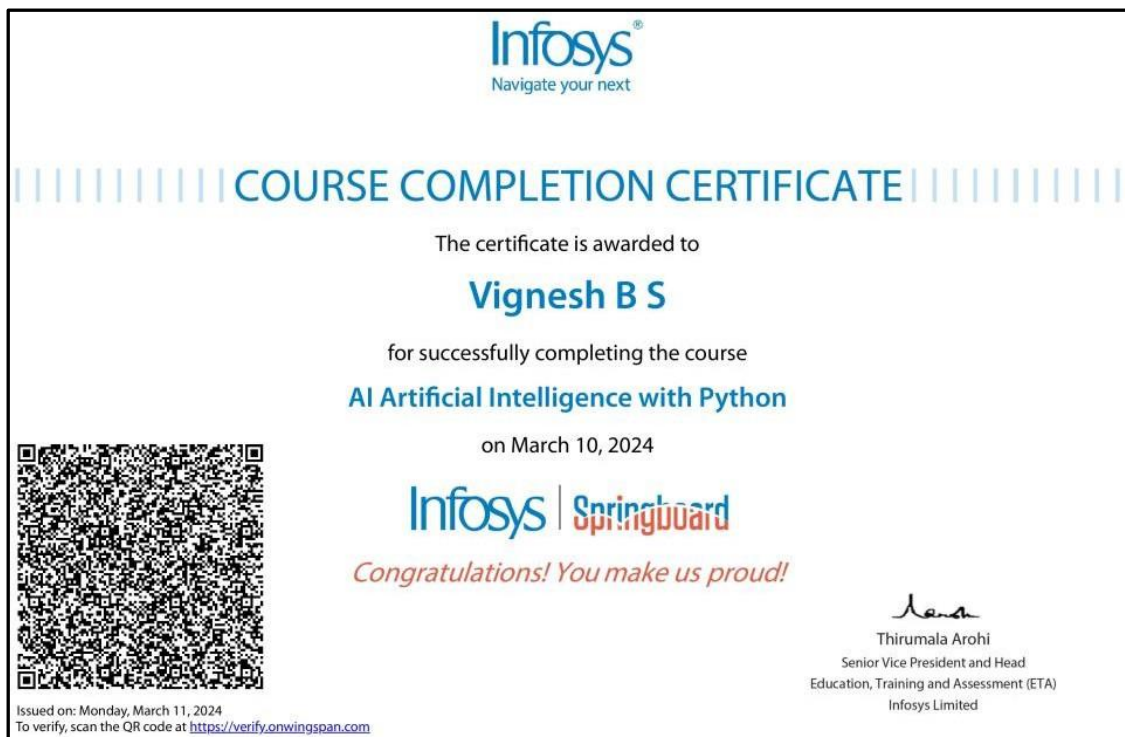 Infosys®
Navigate your next
COURSE COMPLETION CERTIFICATE
The certificate is awarded to
Vignesh B S
for successfully completing the course
AI Artificial Intelligence with Python
on March 10, 2024
Infosys | Springboard
Congratulations! You make us proud!
Thirumala Arohi
Senior Vice President and Head
Education, Training and Assessment (ETA)
Infosys Limited
Issued on: Monday, March 11, 2024
To verify, scan the QR code at https://verify.onwingspan.com